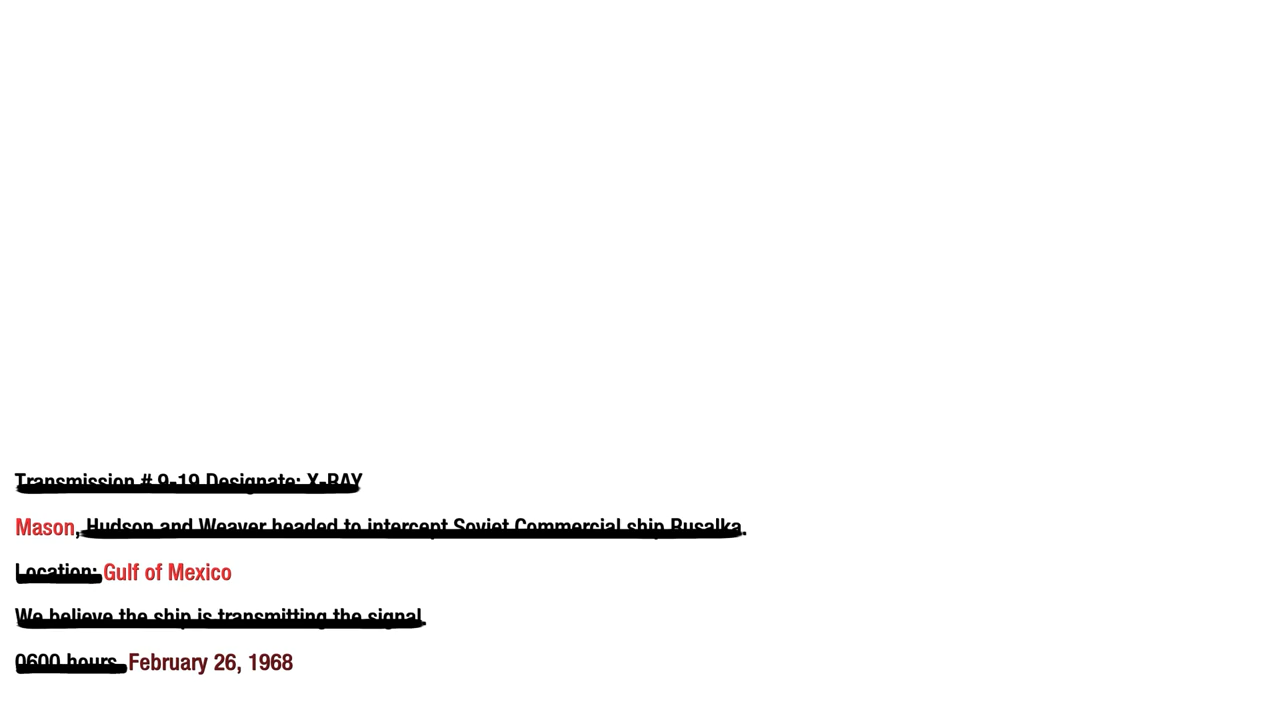 Transmission # 9-19 Designate: X-RAY
Mason, Hudson and Weaver headed to intercept Soviet Commercial ship Rusalka.
Location: Gulf of Mexico
We believe the ship is transmitting the signal.
0600 hours, February 26, 1968